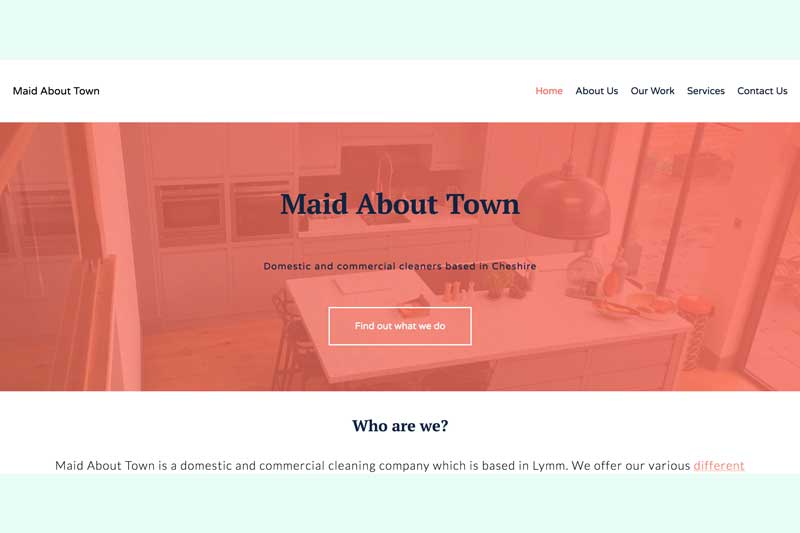 Maid About Town
Home About Us Our Work Services Contact Us
Maid About Town
Domestic and commercial cleaners based in Cheshire
Find out what we do
Who are we?
Maid About Town is a domestic and commercial cleaning company which is based in Lymm. We offer our various different